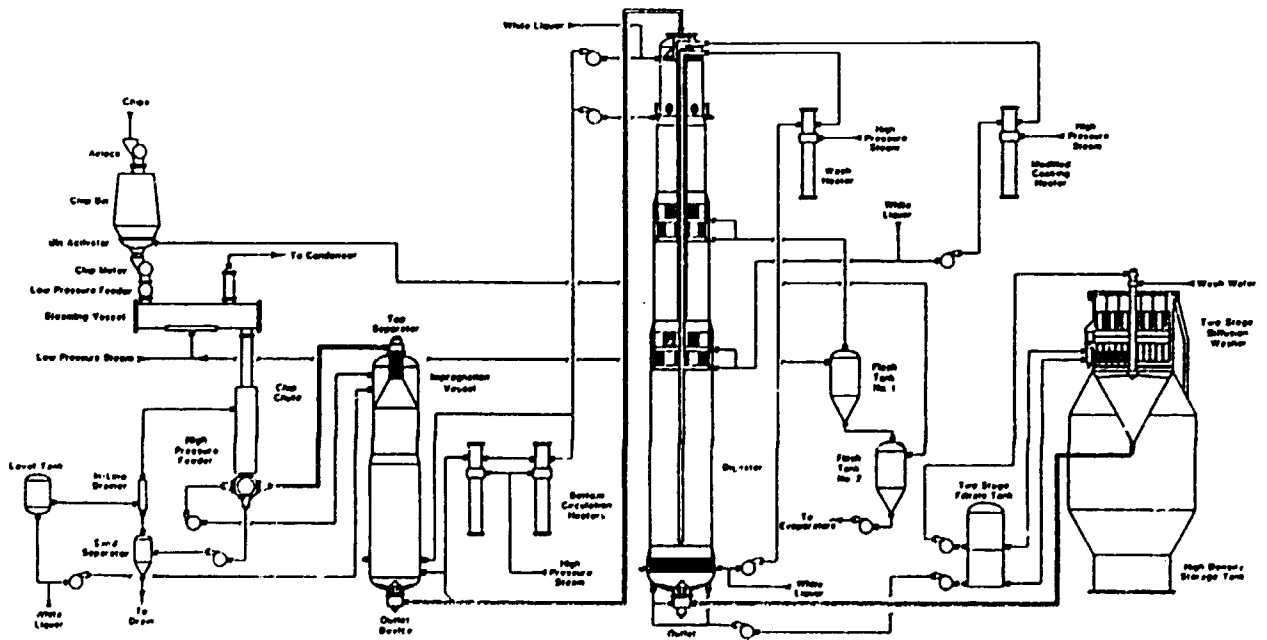 White Liquor
Chips
Airlock
Chip Bin
Bin Activator
Chip Meter
Low Pressure Feeder
Steaming Vessel
To Condenser
Low Pressure Steam
Top
Separator
Impregnation
Vessel
Chip
Chute
High
Pressure
Feeder
Level Tank
In-Line
Drainer
Sand
Separator
White
Liquor
To
Drain
Outlet
Device
Bottom
Circulation
Heaters
High
Pressure
Steam
High
Pressure
Steam
Wash
Heater
High
Pressure
Steam
Modified
Cooking
Heater
White
Liquor
Flash
Tank
No. 1
Flash
Tank
No. 2
To
Evaporators
Digester
White
Liquor
Outlet
Two Stage
Filtrate Tank
Wash Water
Two Stage
Diffusion
Washer
High Density
Storage Tank